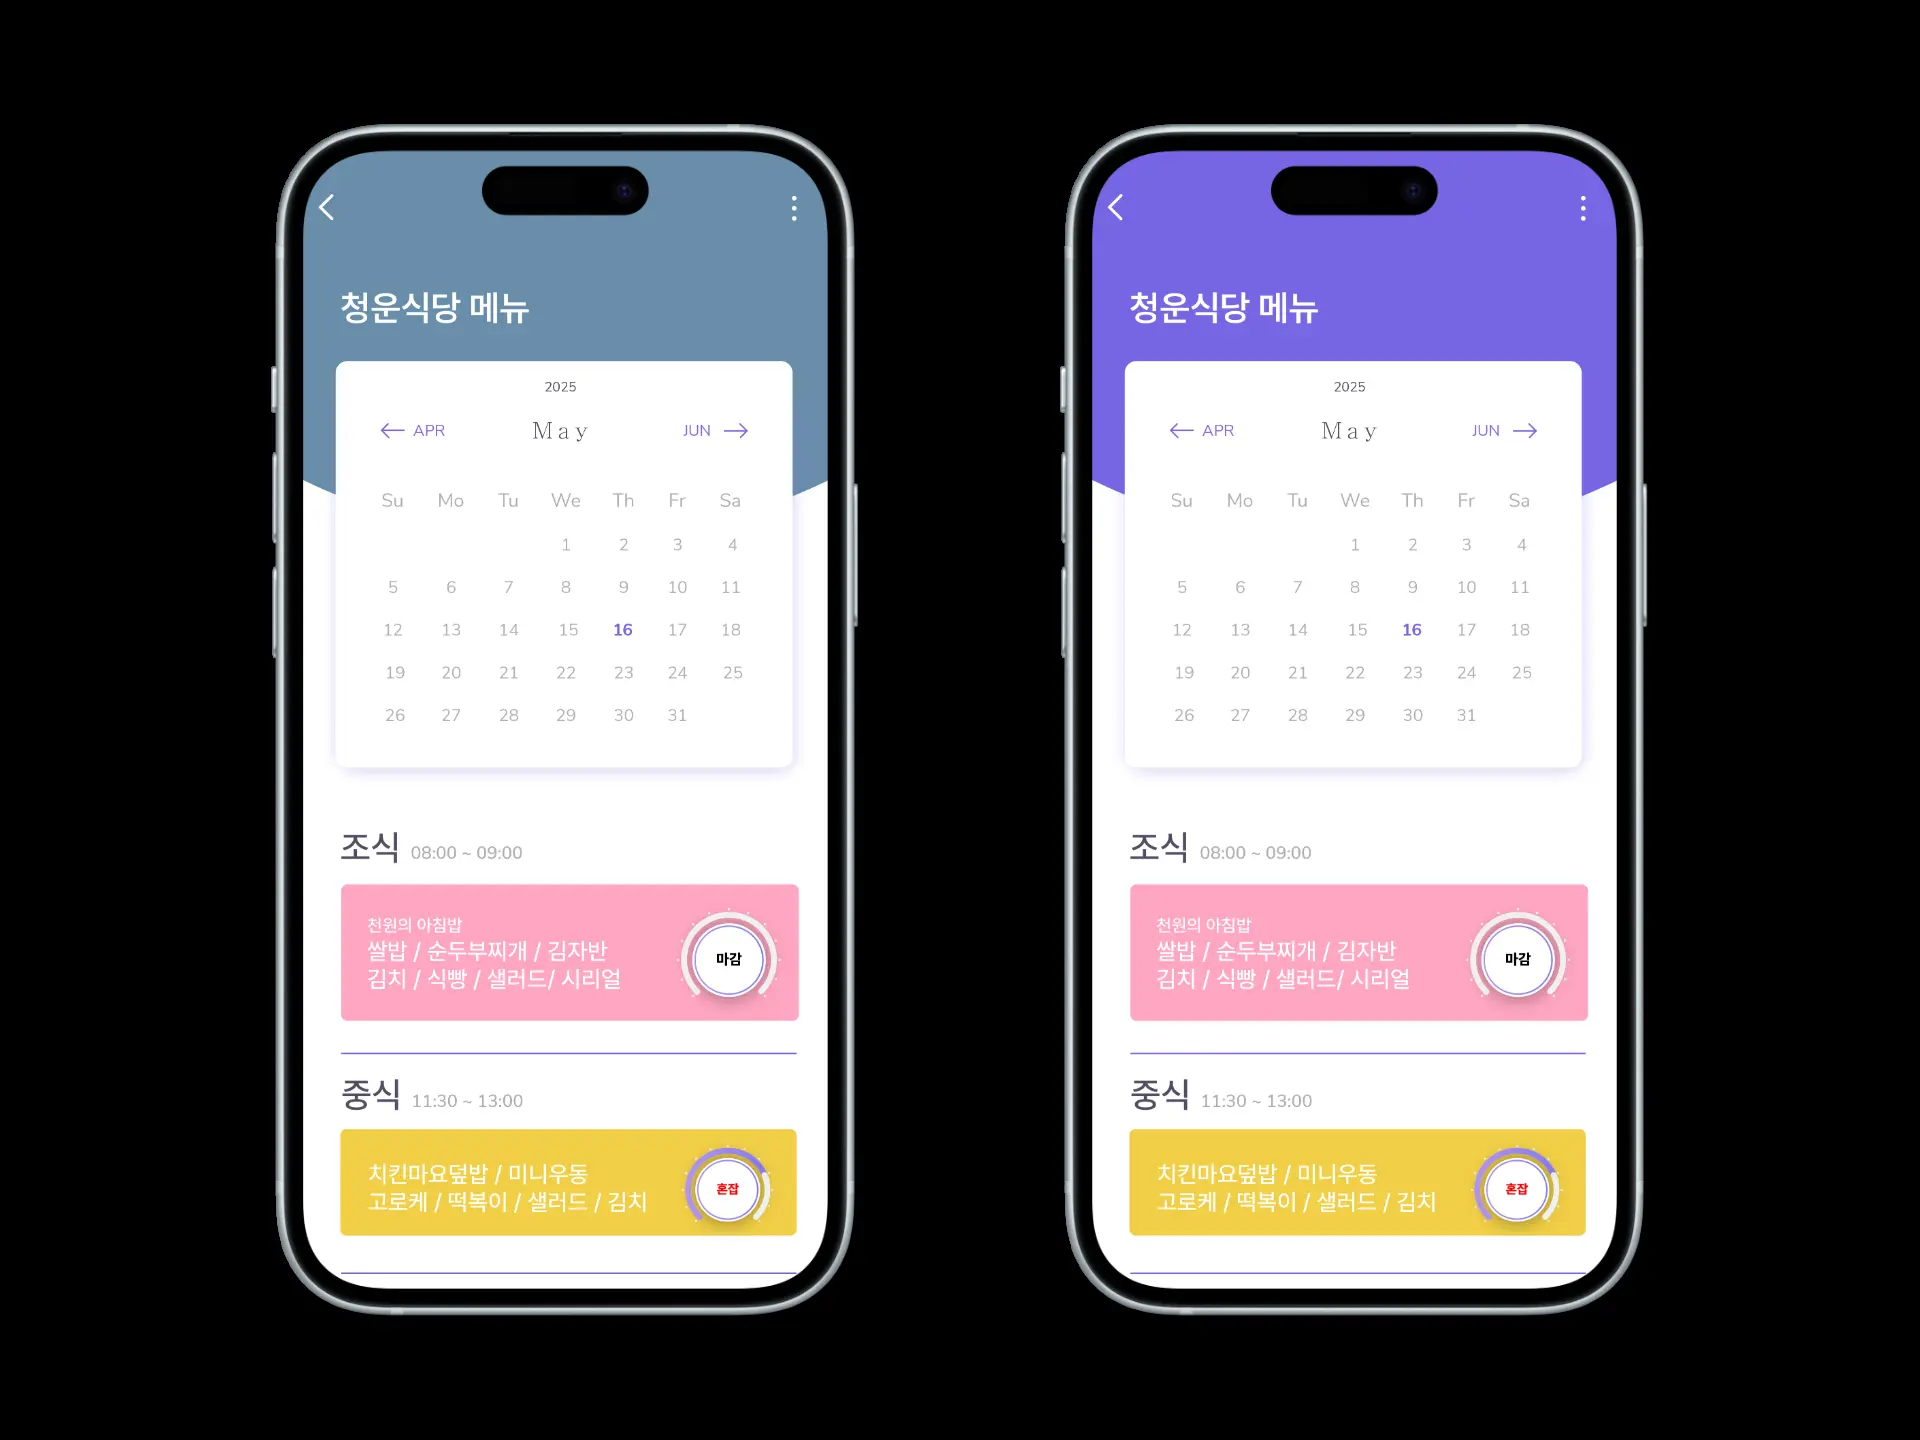 청운식당 메뉴
2025
APR May JUN
Su Mo Tu We Th Fr Sa
1 2 3 4
5 6 7 8 9 10 11
12 13 14 15 16 17 18
19 20 21 22 23 24 25
26 27 28 29 30 31
조식 08:00 ~ 09:00
천원의 아침밥
쌀밥 / 순두부찌개 / 김자반
김치 / 식빵 / 샐러드/ 시리얼
마감
중식 11:30 ~ 13:00
치킨마요덮밥 / 미니우동
고로케 / 떡볶이 / 샐러드 / 김치
혼잡
청운식당 메뉴
2025
APR May JUN
Su Mo Tu We Th Fr Sa
1 2 3 4
5 6 7 8 9 10 11
12 13 14 15 16 17 18
19 20 21 22 23 24 25
26 27 28 29 30 31
조식 08:00 ~ 09:00
천원의 아침밥
쌀밥 / 순두부찌개 / 김자반
김치 / 식빵 / 샐러드/ 시리얼
마감
중식 11:30 ~ 13:00
치킨마요덮밥 / 미니우동
고로케 / 떡볶이 / 샐러드 / 김치
혼잡